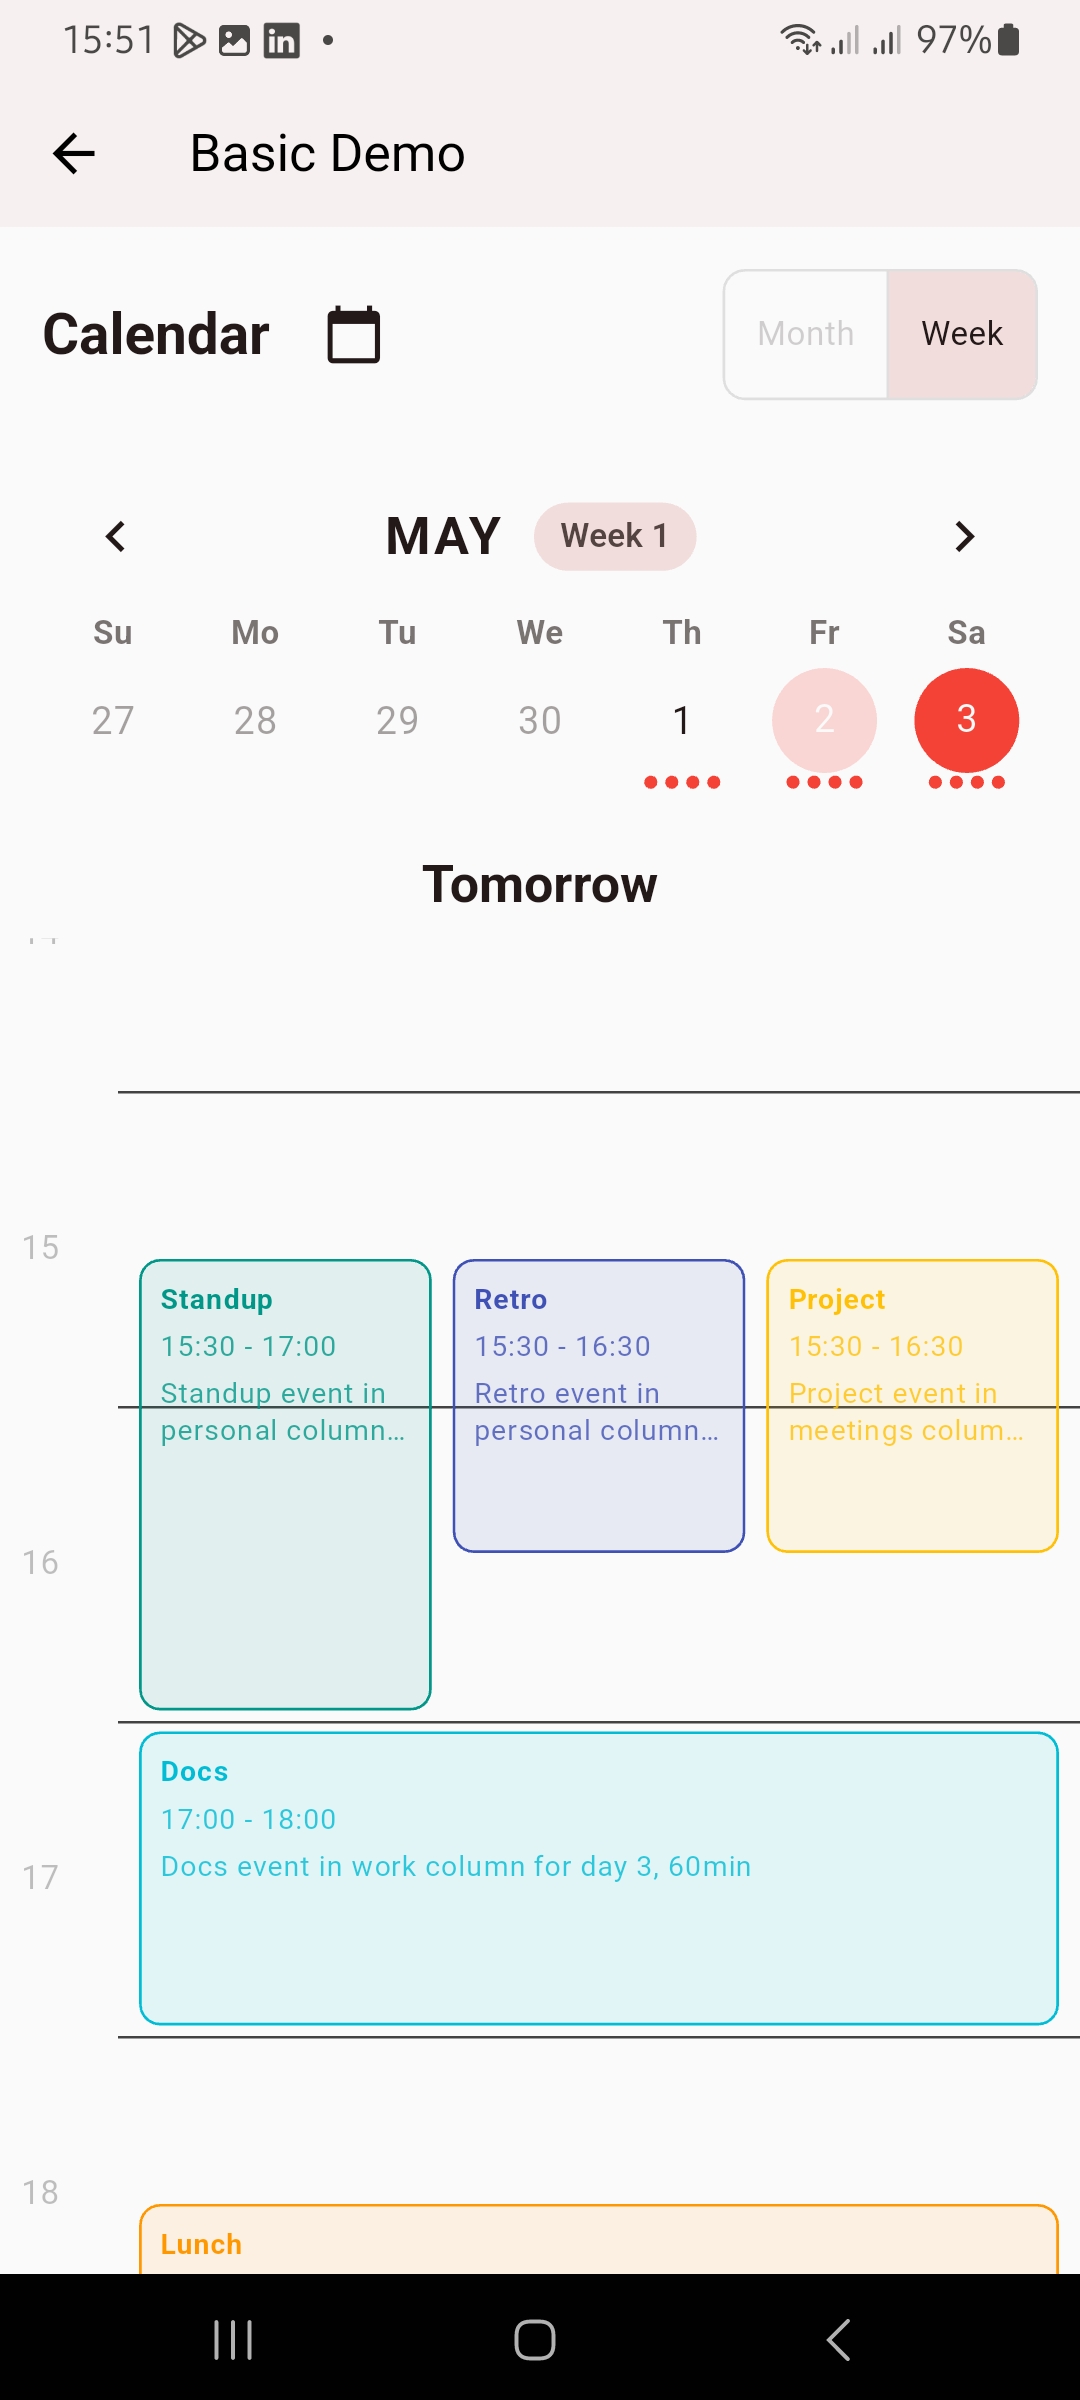 15:51
97%
Basic Demo
Calendar
Month Week
MAY Week 1
Su Mo Tu We Th Fr Sa
27 28 29 30 1 2 3
Tomorrow
15
Standup
15:30 - 17:00
Standup event in
personal column...
Retro
15:30 - 16:30
Retro event in
personal column...
Project
15:30 - 16:30
Project event in
meetings colum...
16
Docs
17:00 - 18:00
Docs event in work column for day 3, 60min
17
18
Lunch